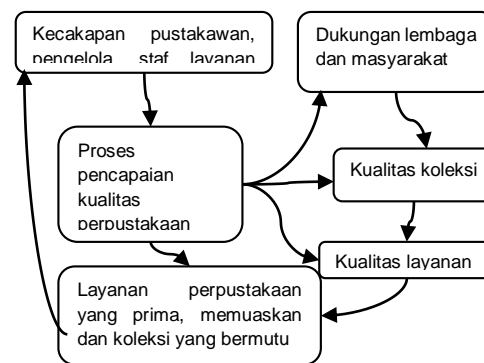 Kecakapan pustakawan,
pengelola, staf layanan
Dukungan lembaga
dan masyarakat
Proses
pencapaian
kualitas
perpustakaan
Kualitas koleksi
Kualitas layanan
Layanan perpustakaan
yang prima, memuaskan
dan koleksi yang bermutu